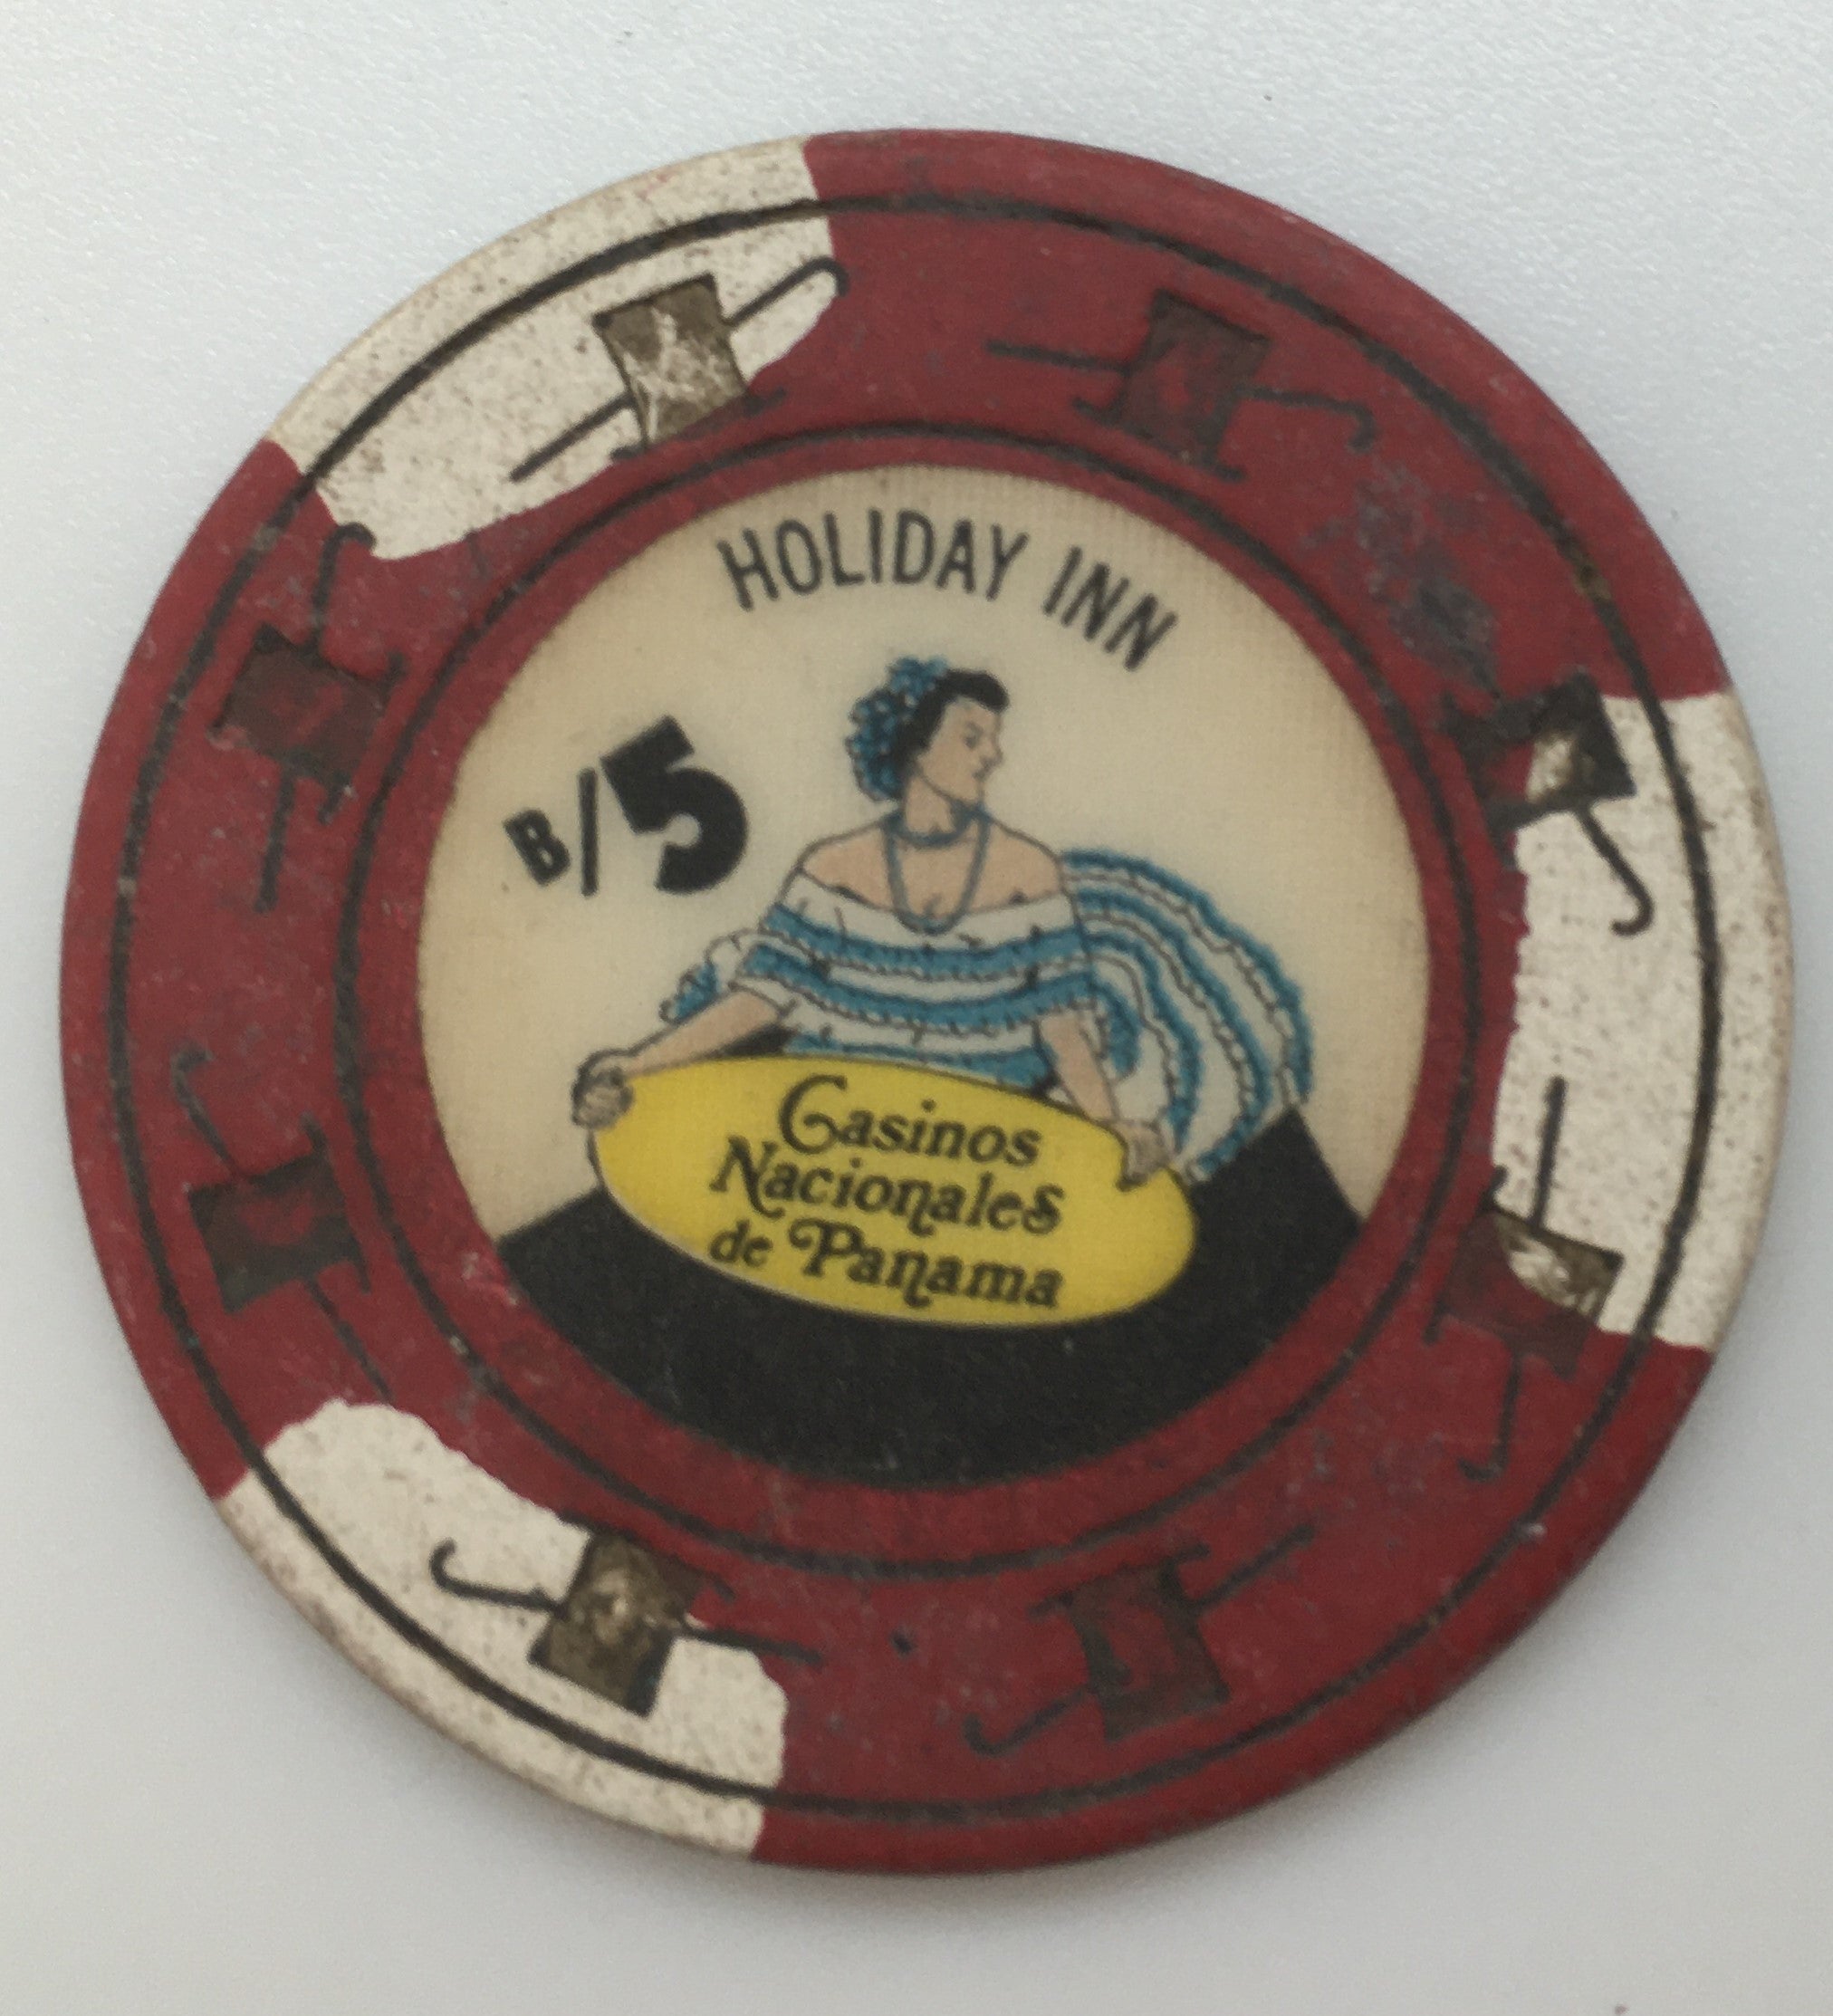 HOLIDAY INN
B/5
Casinos
Nacionales
de Panama